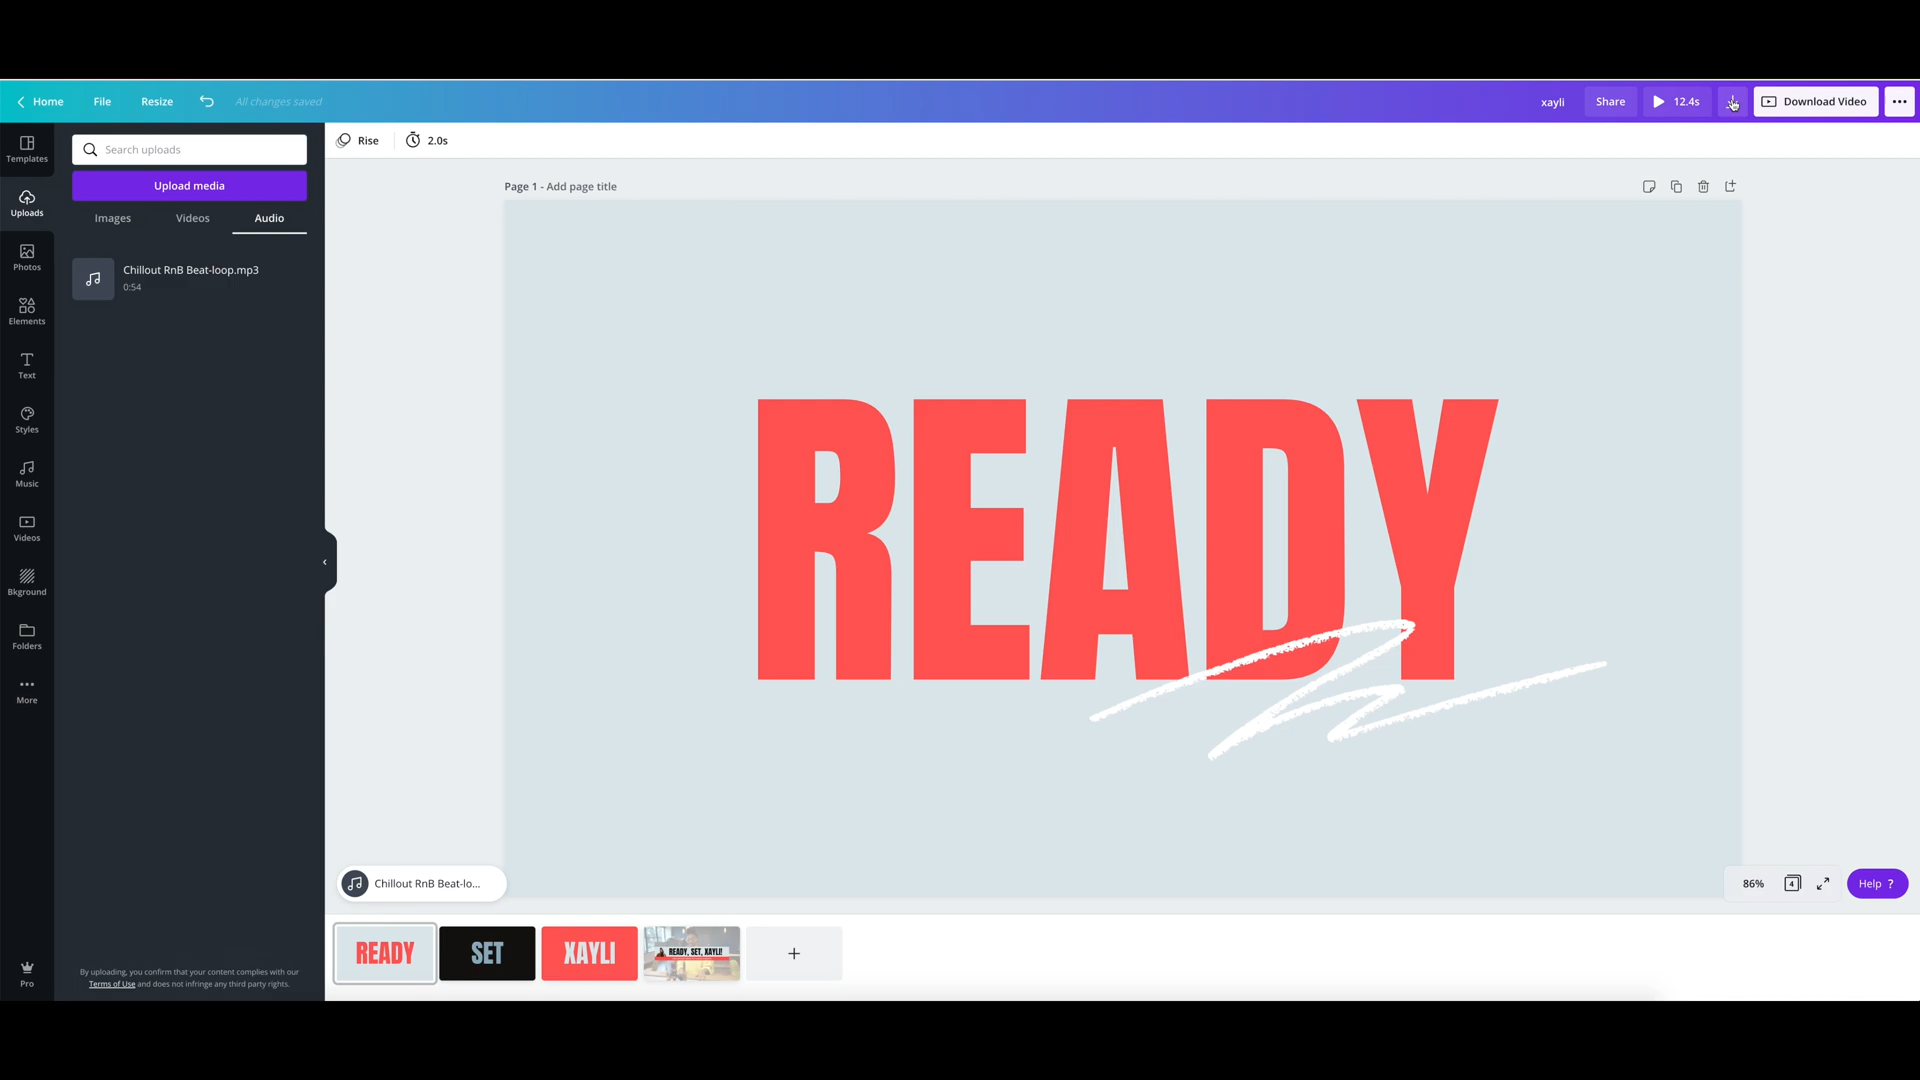 Home
File
Resize
All changes saved
xayli
Share
12.4s
Download Video
Templates
Uploads
Photos
Elements
Text
Styles
Music
Videos
Bkground
Folders
More
Pro
Search uploads
Upload media
Images
Videos
Audio
Chillout RnB Beat-loop.mp3
0:54
By uploading, you confirm that your content complies with our
Terms of Use and does not infringe any third party rights.
Rise
2.0s
Page 1 - Add page title
READY
Chillout RnB Beat-lo...
86%
4
Help ?
READY
SET
XAYLI
READY, SET, XAYLI!